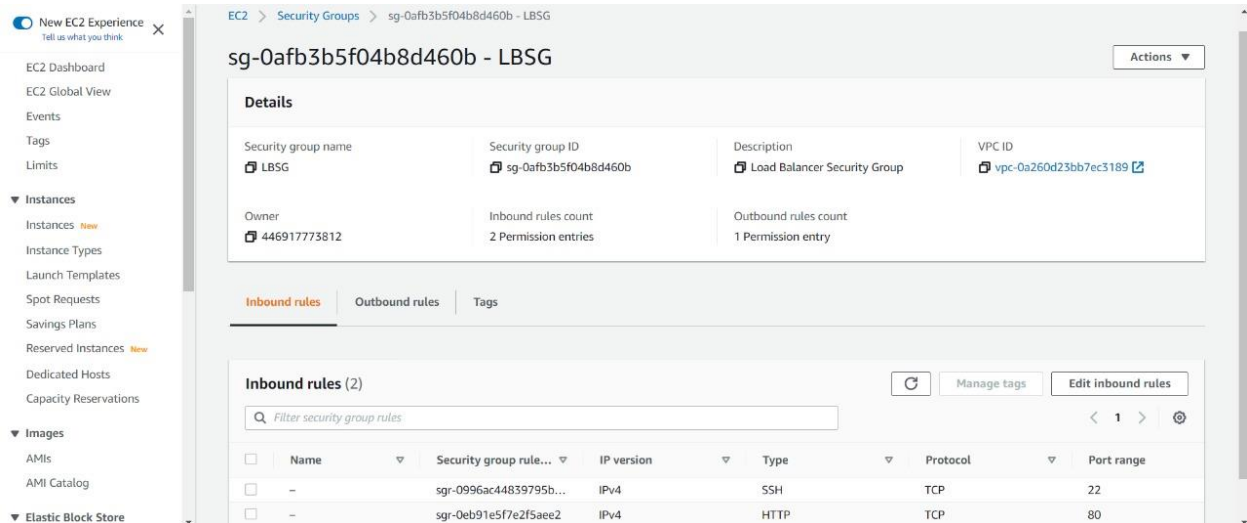 New EC2 Experience
Tell us what you think
EC2 Dashboard
EC2 Global View
Events
Tags
Limits
Instances
Instances New
Instance Types
Launch Templates
Spot Requests
Savings Plans
Reserved Instances New
Dedicated Hosts
Capacity Reservations
Images
AMIs
AMI Catalog
Elastic Block Store
EC2 > Security Groups > sg-0afb3b5f04b8d460b - LBSG
sg-0afb3b5f04b8d460b - LBSG
Actions
Details
Security group name
LBSG
Security group ID
sg-0afb3b5f04b8d460b
Description
Load Balancer Security Group
VPC ID
vpc-0a260d23bb7ec3189
Owner
446917773812
Inbound rules count
2 Permission entries
Outbound rules count
1 Permission entry
Inbound rules Outbound rules Tags
Inbound rules (2)
Manage tags Edit inbound rules
Filter security group rules
< 1 >
Name Security group rule... IP version Type Protocol Port range
– sgr-0996ac44839795b... IPv4 SSH TCP 22
– sgr-0eb91e5f7e2f5aee2 IPv4 HTTP TCP 80